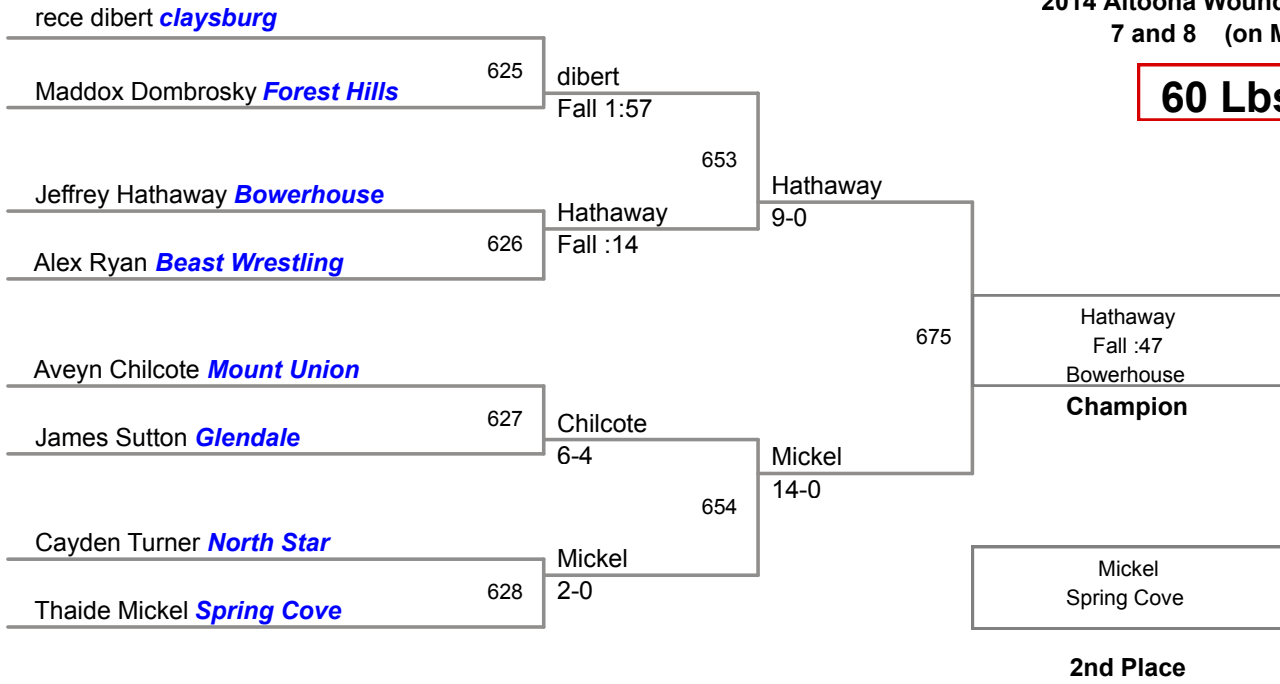 2014 Altoona
7 and 8 (on
60
rece dibert claysburg
Maddox Dombrosky Forest Hills
625
dibert
Fall 1:57
Jeffrey Hathaway Bowerhouse
Alex Ryan Beast Wrestling
626
Hathaway
Fall :14
653
Hathaway
9-0
Aveyn Chilcote Mount Union
James Sutton Glendale
627
Chilcote
6-4
Cayden Turner North Star
Thaide Mickel Spring Cove
628
Mickel
2-0
654
Mickel
14-0
675
Hathaway
Fall :47
Bowerhouse
Champion
Mickel
Spring Cove
2nd Place